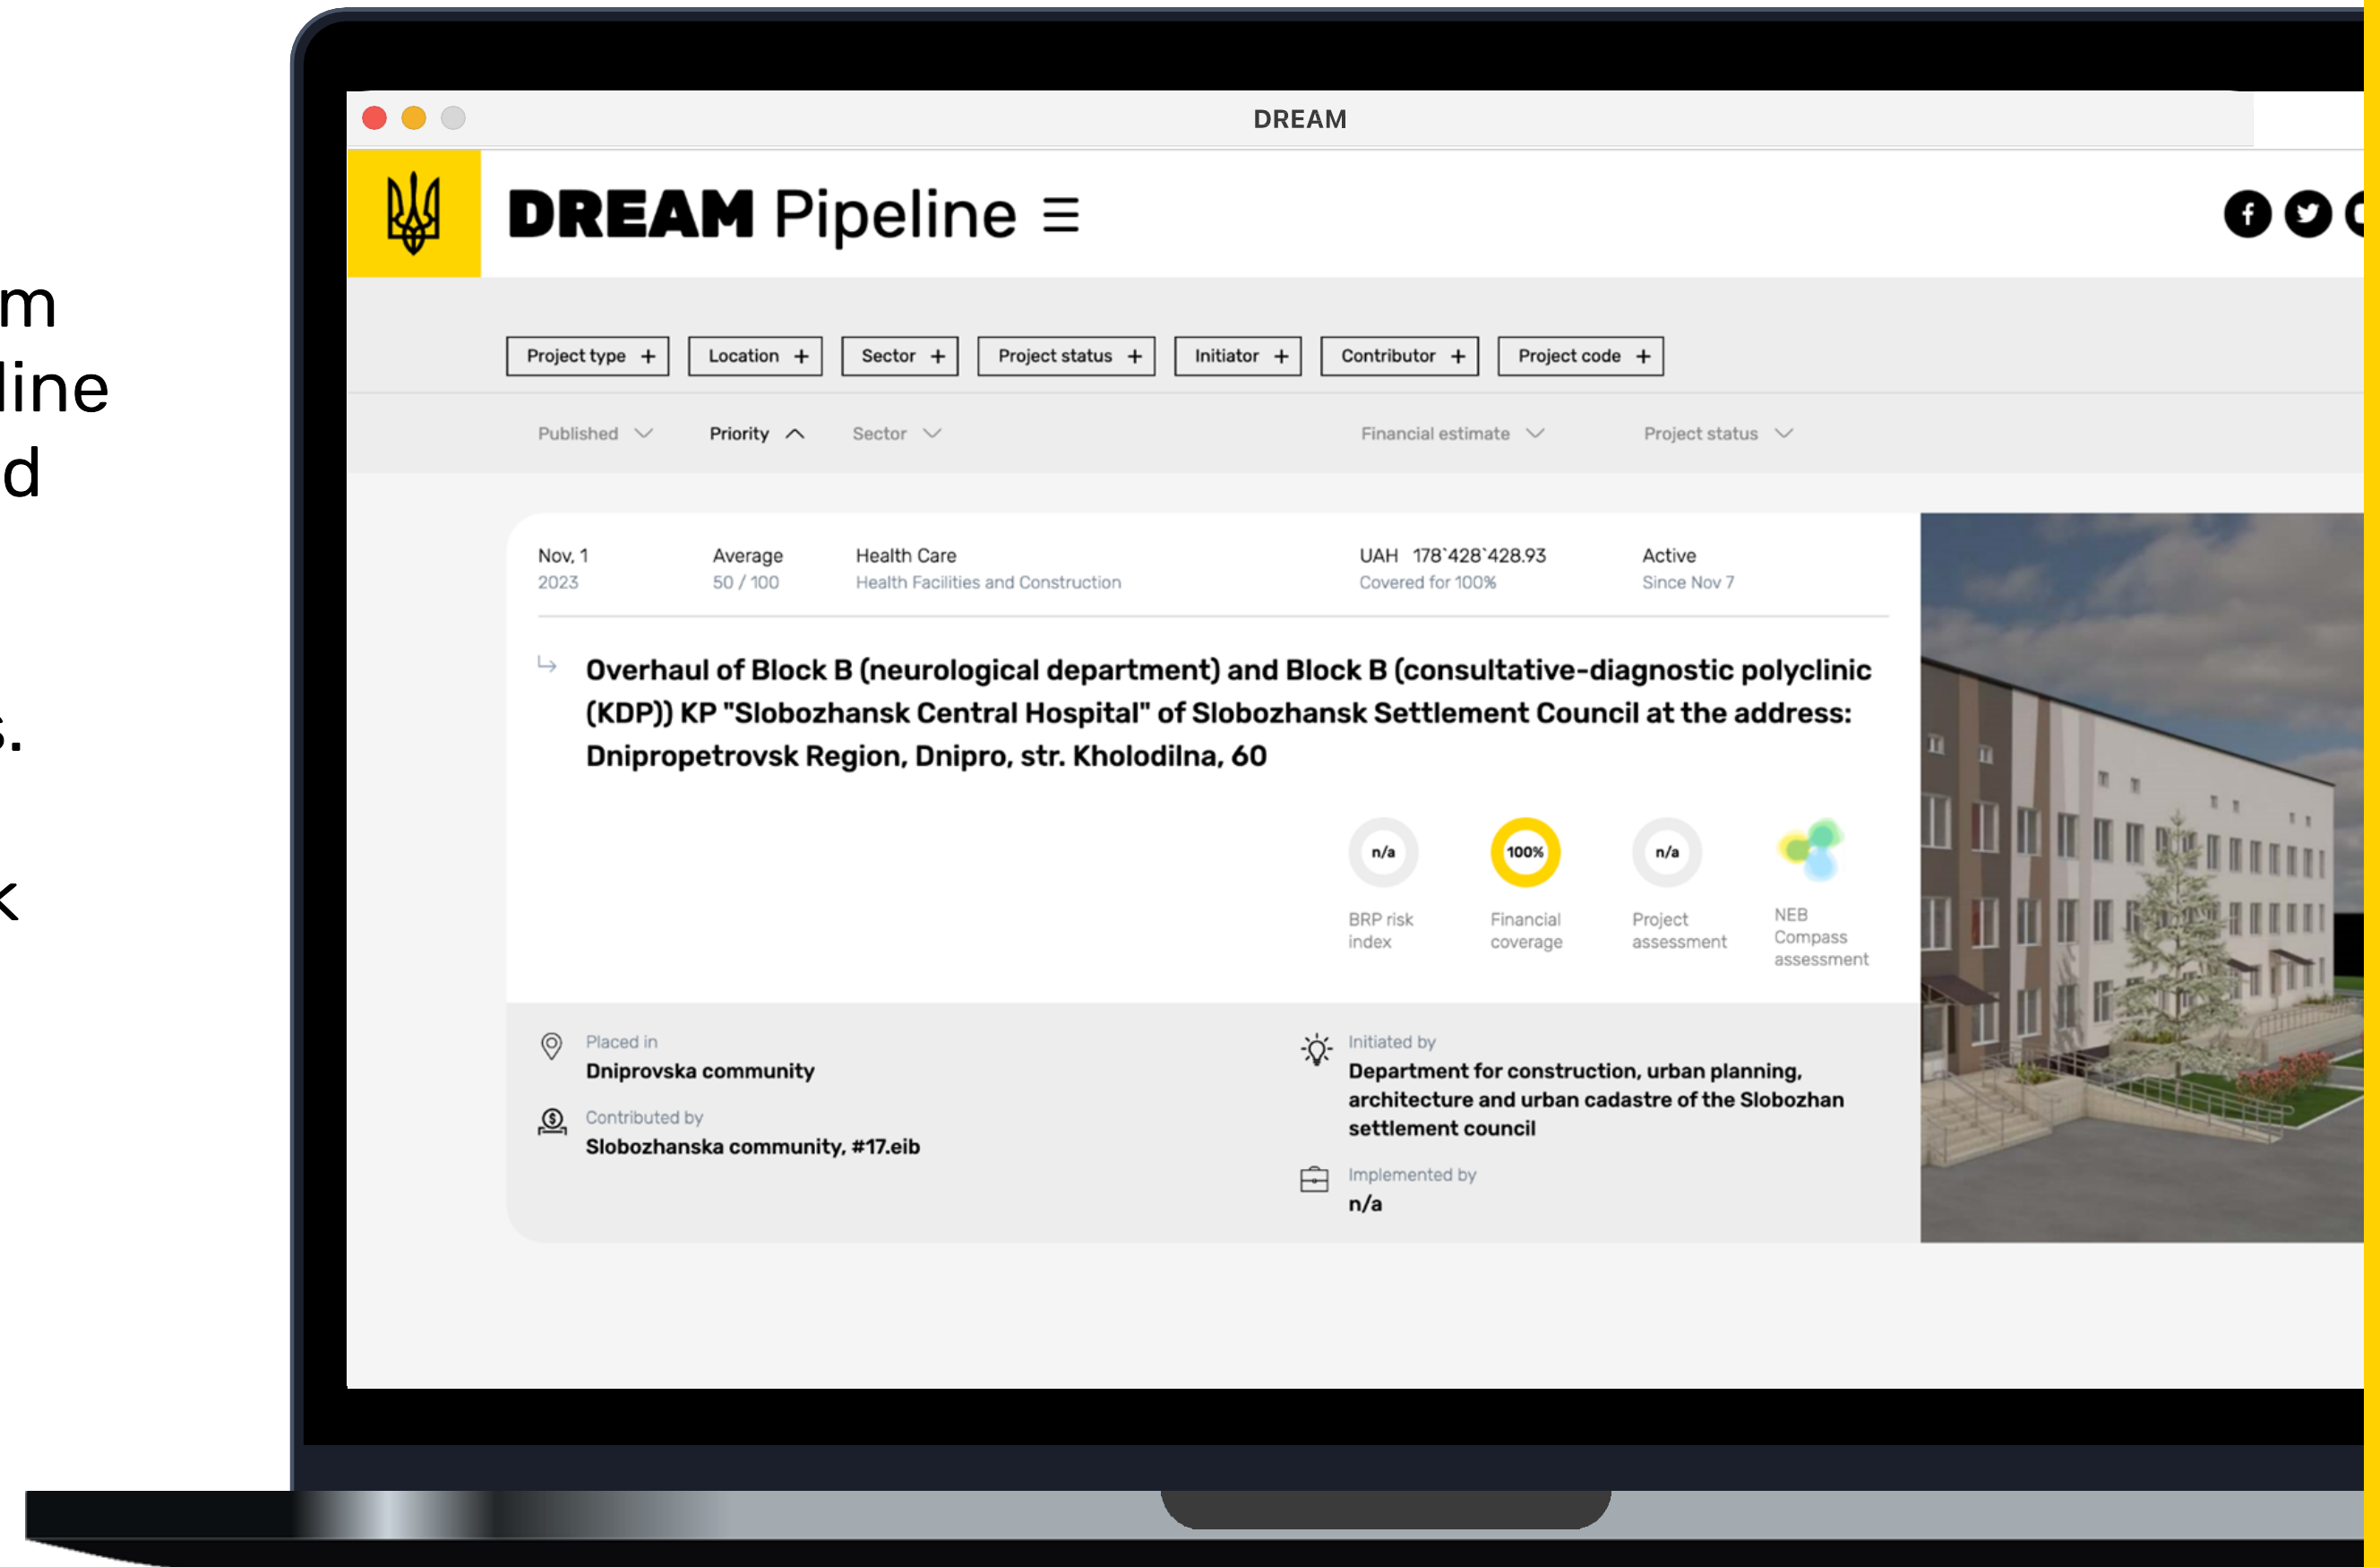 m
line
d
s.
k
DREAM
DREAM Pipeline
Project type +
Location +
Sector +
Project status +
Initiator +
Contributor +
Project code +
Published
Priority
Sector
Financial estimate
Project status
Nov, 1
2023
Average
50 / 100
Health Care
Health Facilities and Construction
UAH 178`428`428.93
Covered for 100%
Active
Since Nov 7
Overhaul of Block B (neurological department) and Block B (consultative-diagnostic polyclinic
(KDP)) KP "Slobozhansk Central Hospital" of Slobozhansk Settlement Council at the address:
Dnipropetrovsk Region, Dnipro, str. Kholodilna, 60
n/a
BRP risk
index
100%
Financial
coverage
n/a
Project
assessment
NEB
Compass
assessment
Placed in
Dniprovska community
Contributed by
Slobozhanska community, #17.eib
Initiated by
Department for construction, urban planning,
architecture and urban cadastre of the Slobozhan
settlement council
Implemented by
n/a